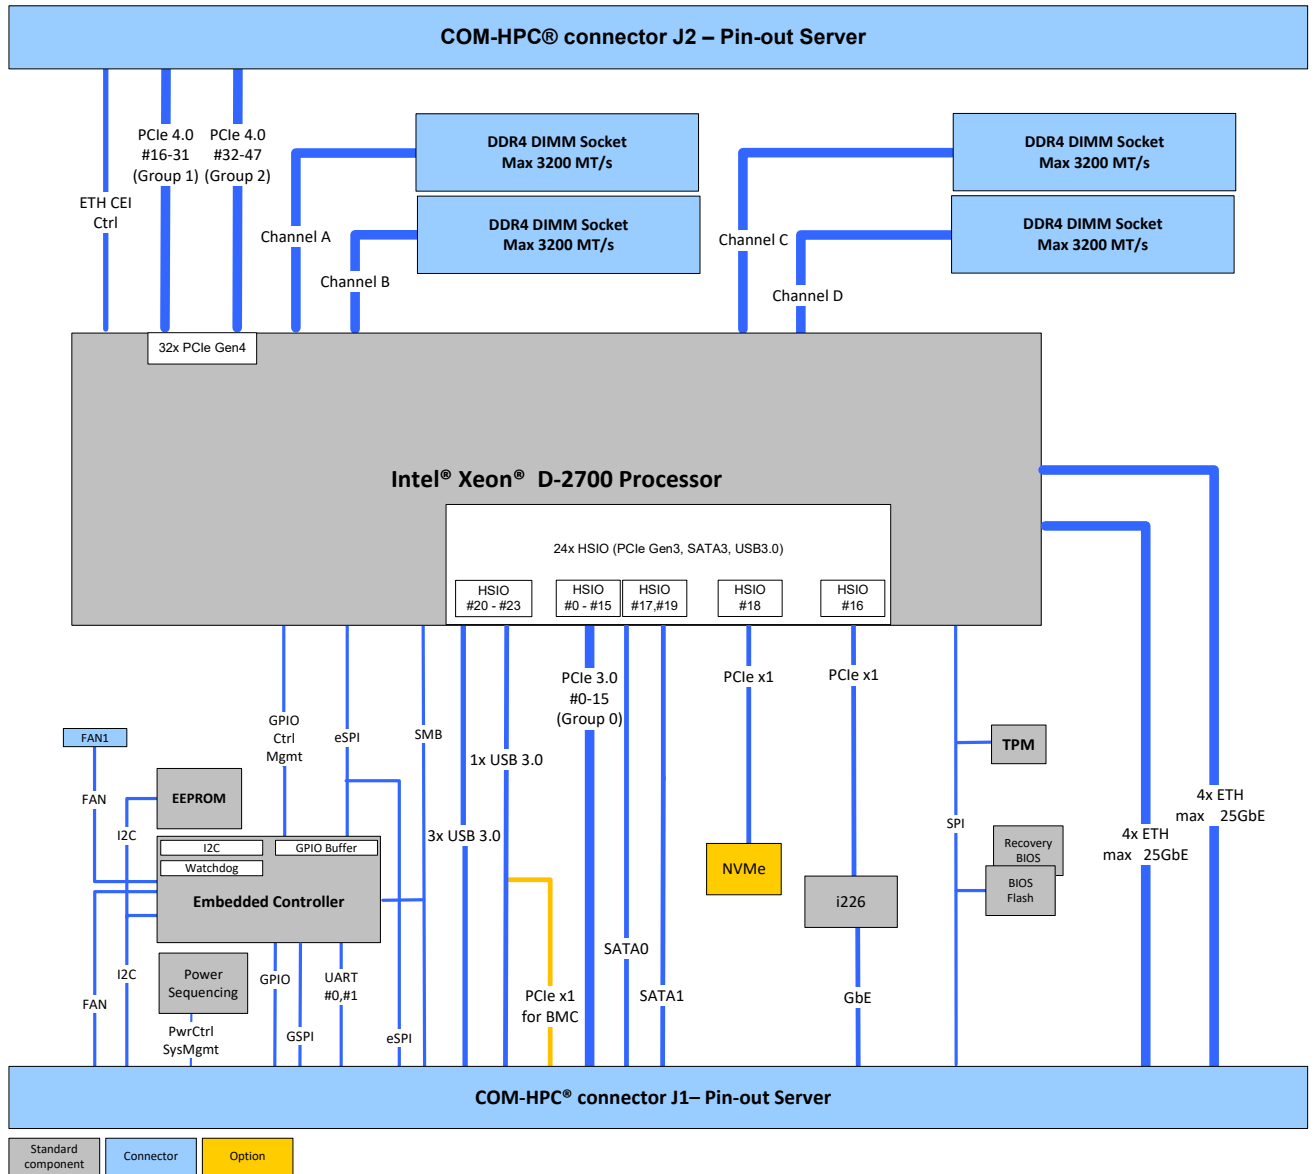 COM-HPC® connector J2 – Pin-out Server
PCIe 4.0
#16-31
(Group 1)
PCIe 4.0
#32-47
(Group 2)
ETH CEI
Ctrl
DDR4 DIMM Socket
Max 3200 MT/s
DDR4 DIMM Socket
Max 3200 MT/s
Channel A
Channel B
DDR4 DIMM Socket
Max 3200 MT/s
DDR4 DIMM Socket
Max 3200 MT/s
Channel C
Channel D
32x PCIe Gen4
Intel® Xeon® D-2700 Processor
24x HSIO (PCIe Gen3, SATA3, USB3.0)
HSIO
#20 - #23
HSIO
#0 - #15
HSIO
#17,#19
HSIO
#18
HSIO
#16
GPIO
Ctrl
Mgmt
eSPI
SMB
1x USB 3.0
3x USB 3.0
PCIe 3.0
#0-15
(Group 0)
PCIe x1
PCIe x1
FAN1
FAN
EEPROM
I2C
I2C
GPIO Buffer
Watchdog
Embedded Controller
NVMe
i226
TPM
SPI
Recovery
BIOS
BIOS
Flash
4x ETH
max 25GbE
4x ETH
max 25GbE
FAN
I2C
Power
Sequencing
PwrCtrl
SysMgmt
GPIO
GSPI
UART
#0,#1
eSPI
PCIe x1
for BMC
SATA0
SATA1
GbE
COM-HPC® connector J1– Pin-out Server
Standard
component
Connector
Option